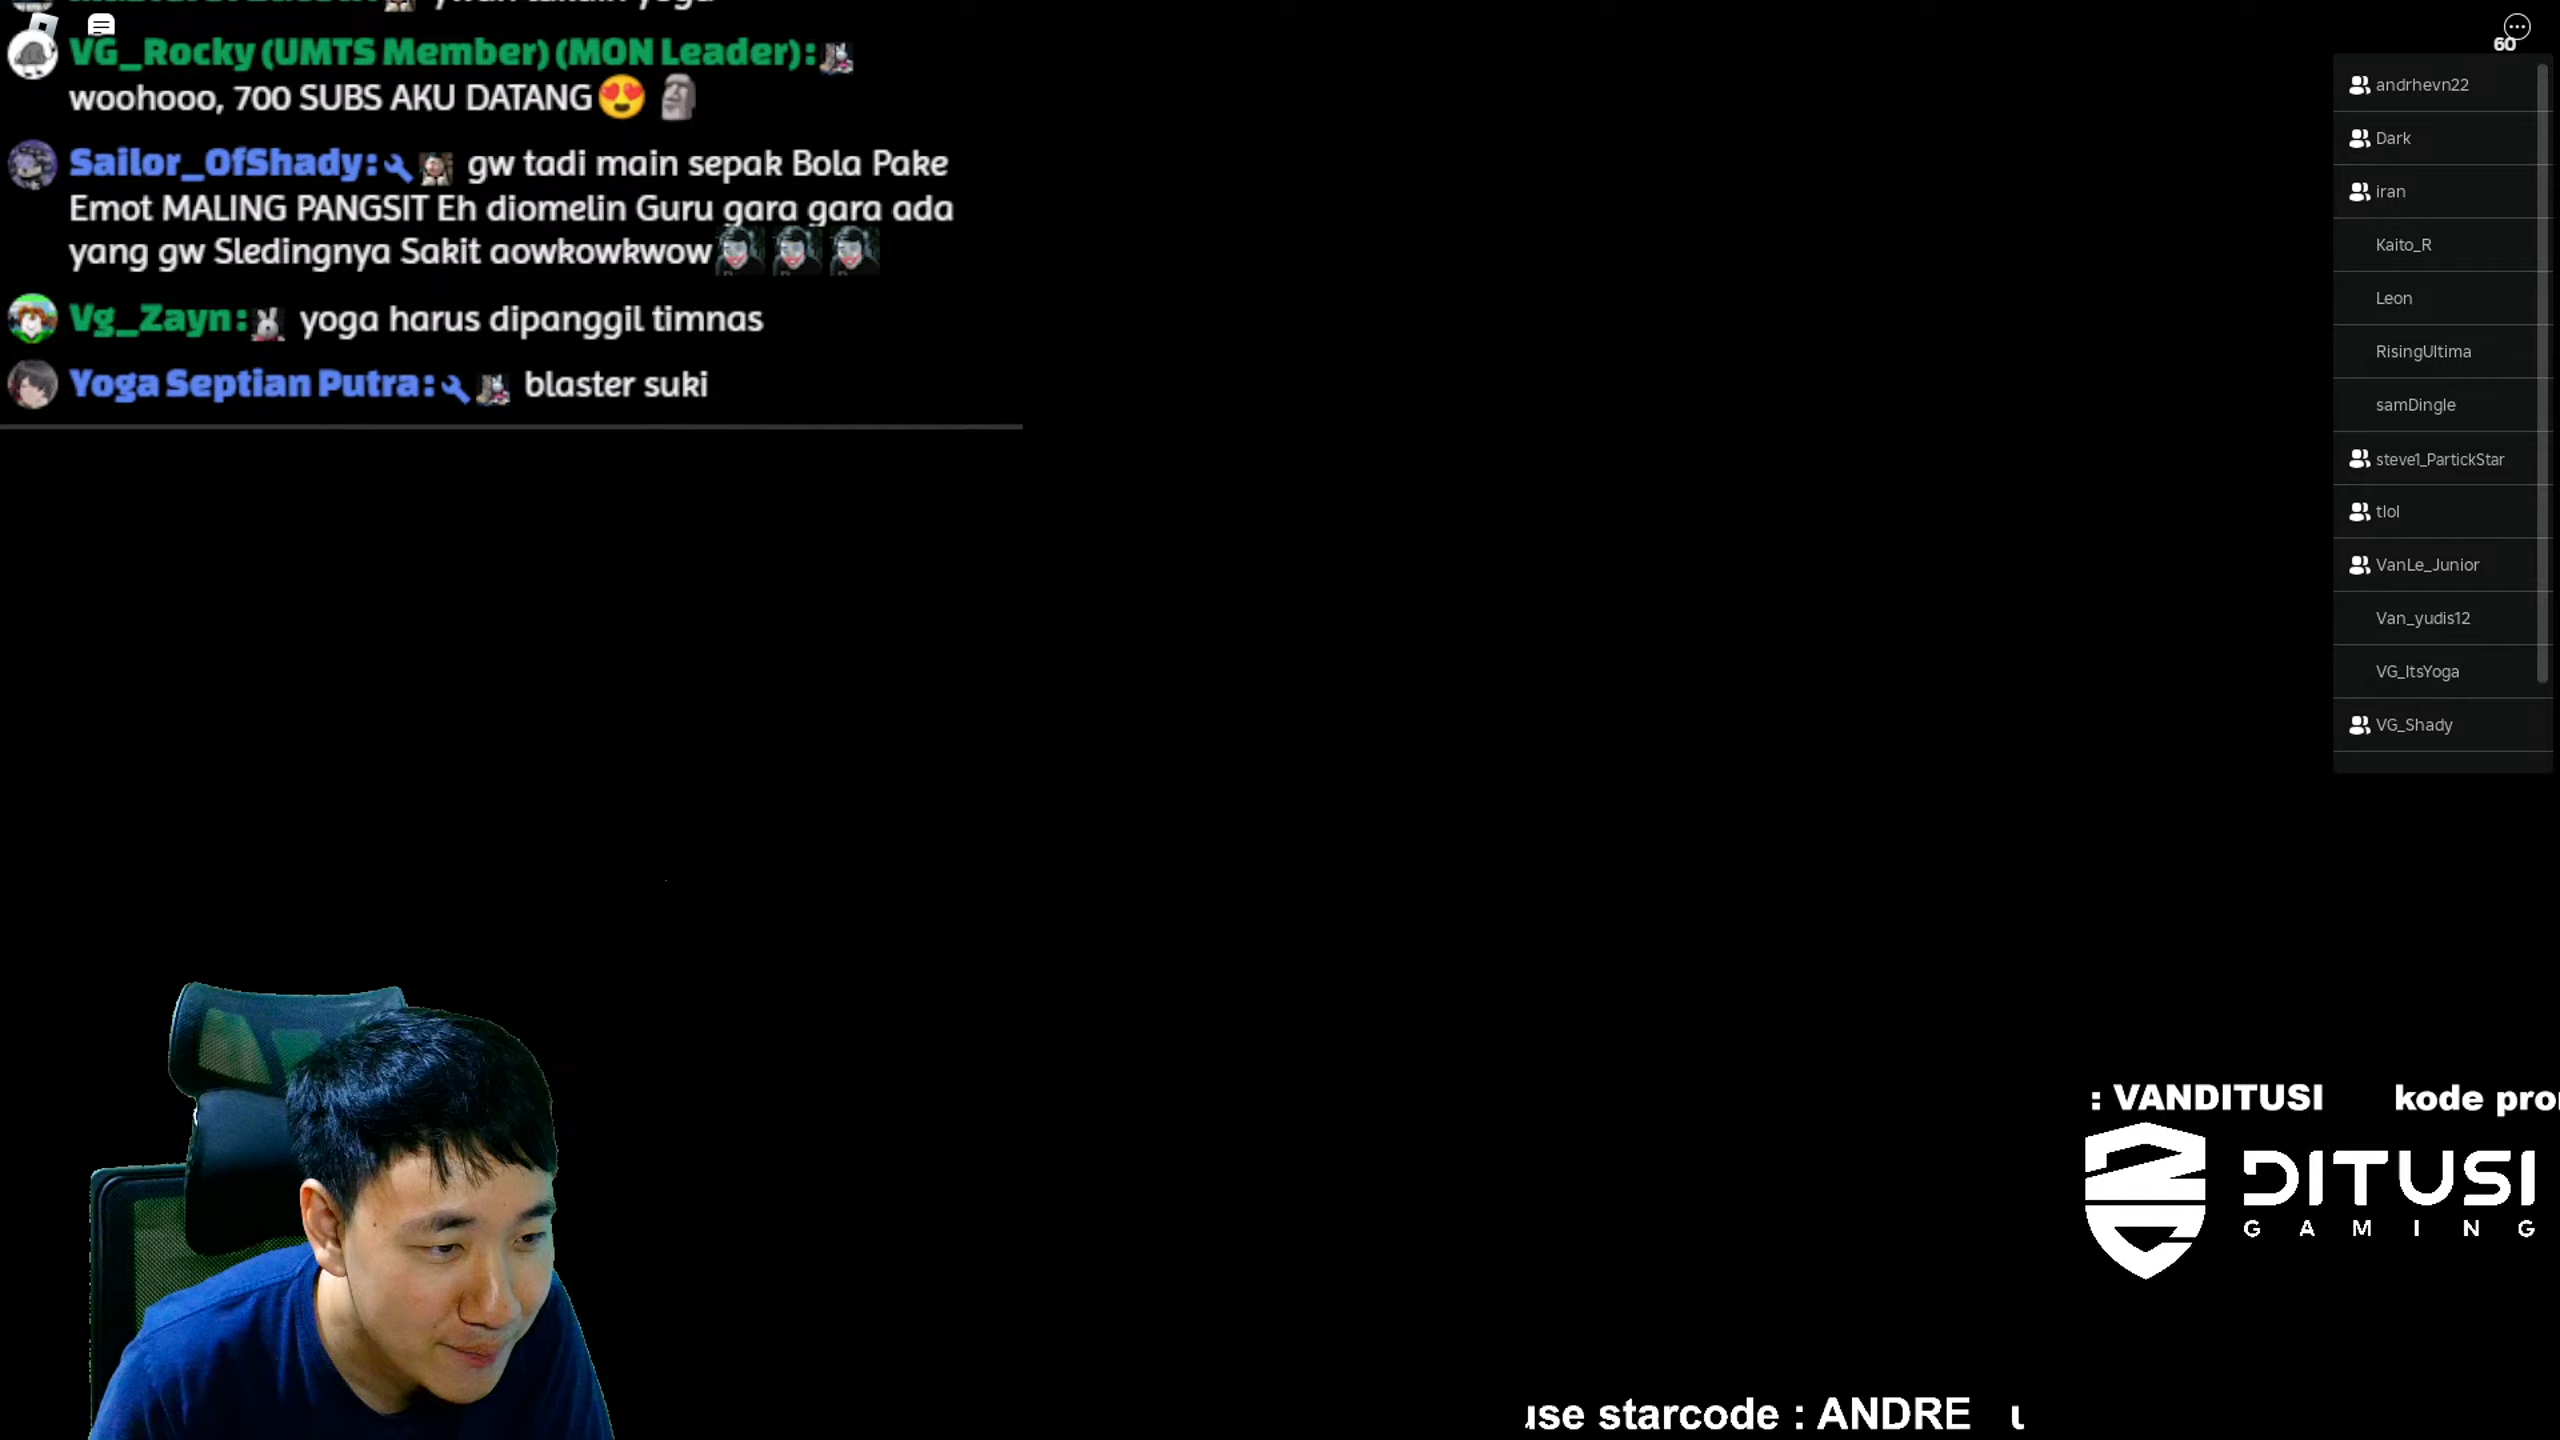 VG_Rocky (UMTS Member) (MON Leader):
woohooo, 700 SUBS AKU DATANG
Sailor_OfShady: gw tadi main sepak Bola Pake
Emot MALING PANGSIT Eh diomelin Guru gara gara ada
yang gw Sledingnya Sakit aowkowkwow
Vg_Zayn: yoga harus dipanggil timnas
Yoga Septian Putra: blaster suki
60
andrhevn22
Dark
iran
Kaito_R
Leon
RisingUltima
samDingle
steve1_PartickStar
tlol
VanLe_Junior
Van_yudis12
VG_ItsYoga
VG_Shady
: VANDITUSI kode
DITUSI
GAMING
starcode : ANDRE